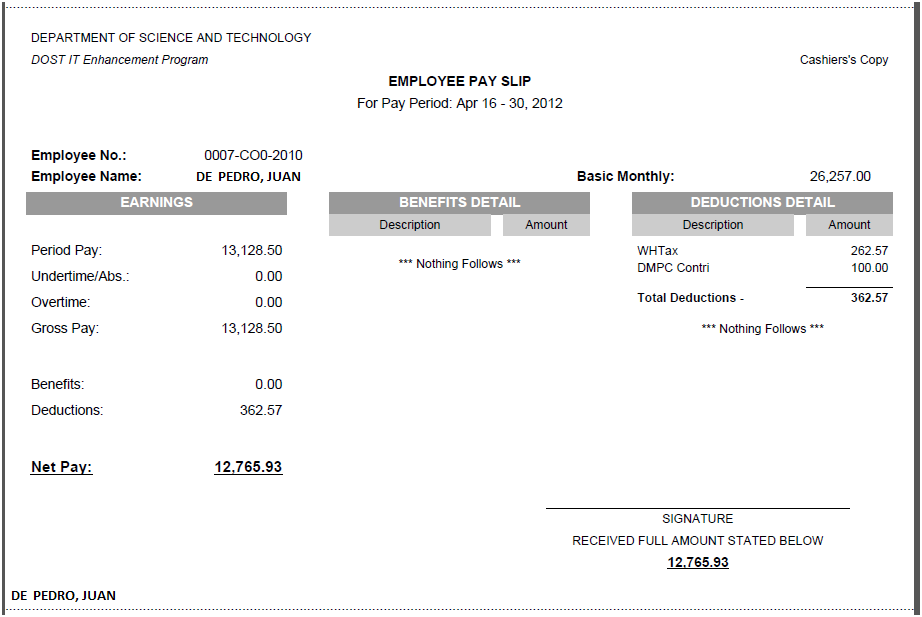 DEPARTMENT OF SCIENCE AND TECHNOLOGY
DOST IT Enhancement Program
Cashiers's Copy
EMPLOYEE PAY SLIP
For Pay Period: Apr 16 - 30, 2012
Employee No.: 0007-CO0-2010
Employee Name: DE PEDRO, JUAN
Basic Monthly: 26,257.00
EARNINGS
Period Pay: 13,128.50
Undertime/Abs.: 0.00
Overtime: 0.00
Gross Pay: 13,128.50
Benefits: 0.00
Deductions: 362.57
Net Pay: 12,765.93
BENEFITS DETAIL
Description Amount
*** Nothing Follows ***
DEDUCTIONS DETAIL
Description Amount
WHTax 262.57
DMPC Contri 100.00
Total Deductions - 362.57
*** Nothing Follows ***
SIGNATURE
RECEIVED FULL AMOUNT STATED BELOW
12,765.93
DE PEDRO, JUAN